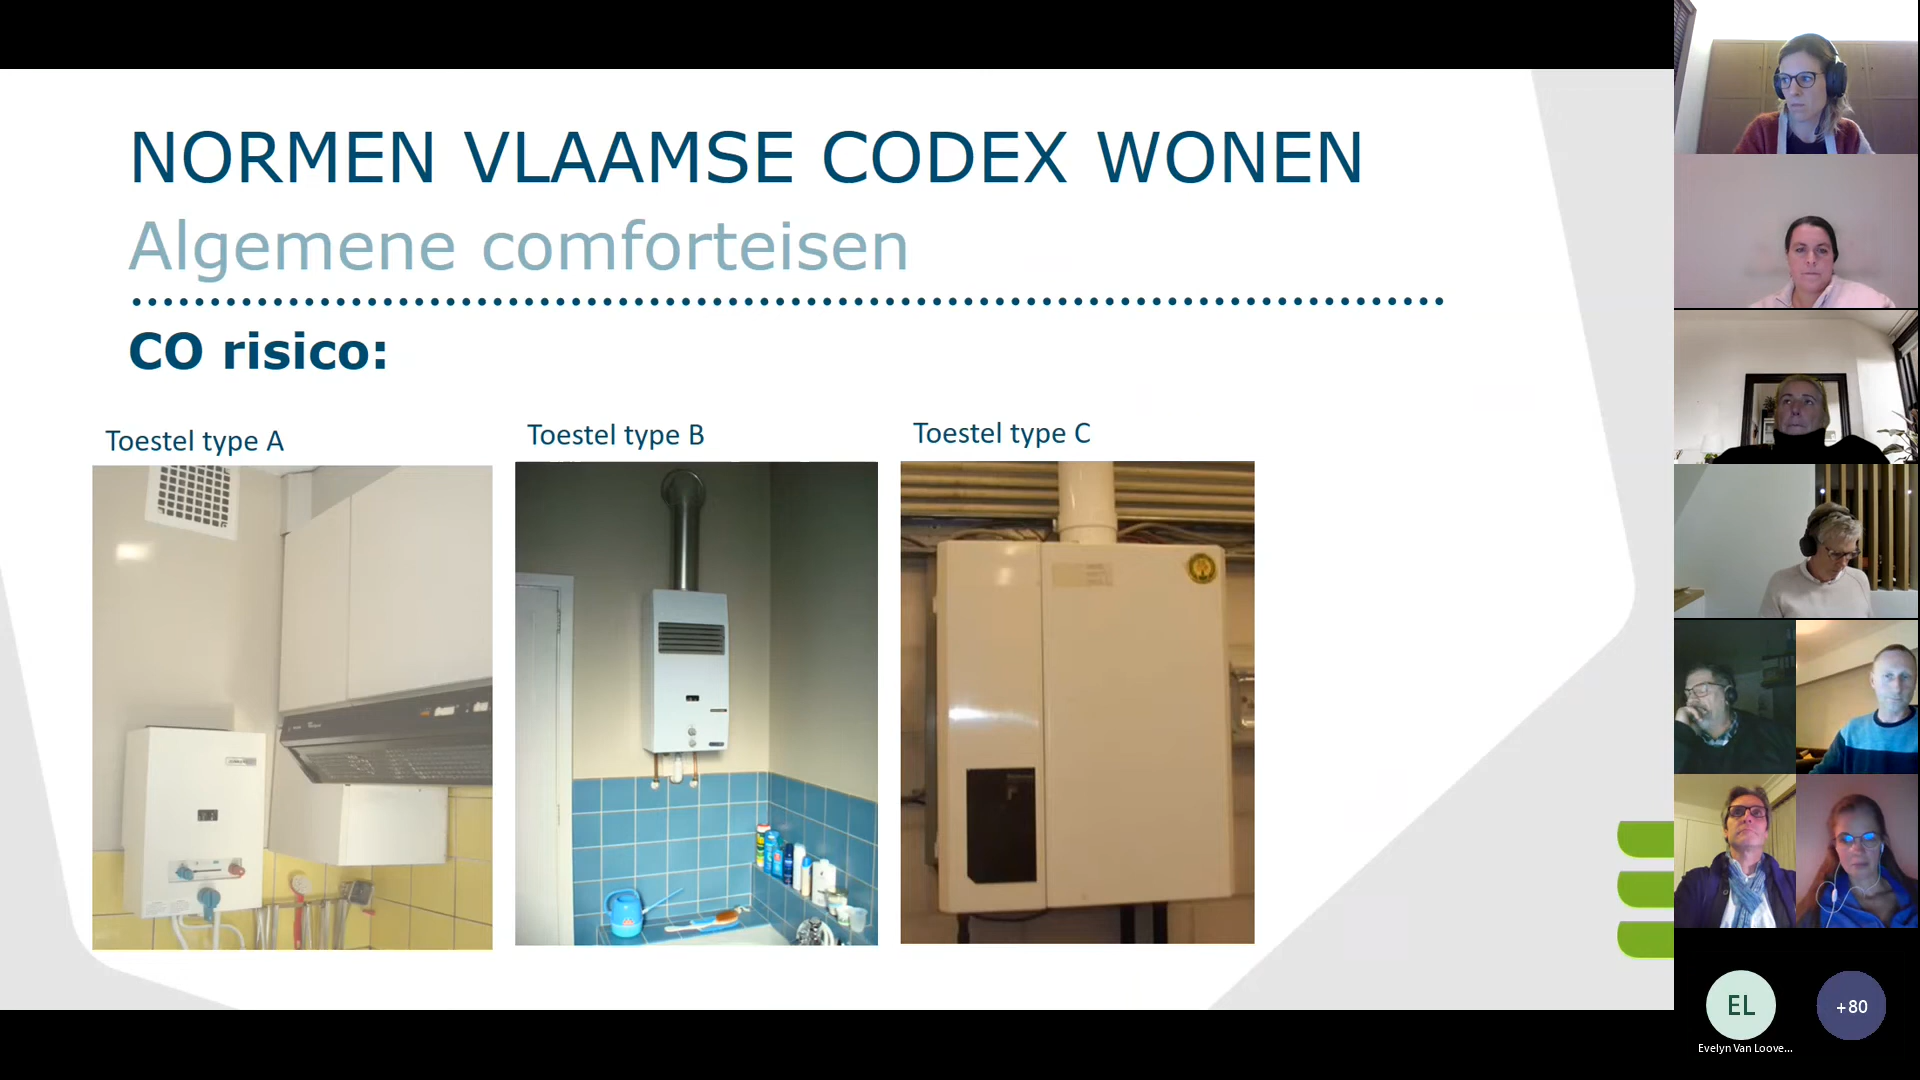 NORMEN VLAAMSE CODEX WONEN
Algemene comforteisen
CO risico:
Toestel type A
Toestel type B
Toestel type C
EL
+80
Evelyn Van Loove...